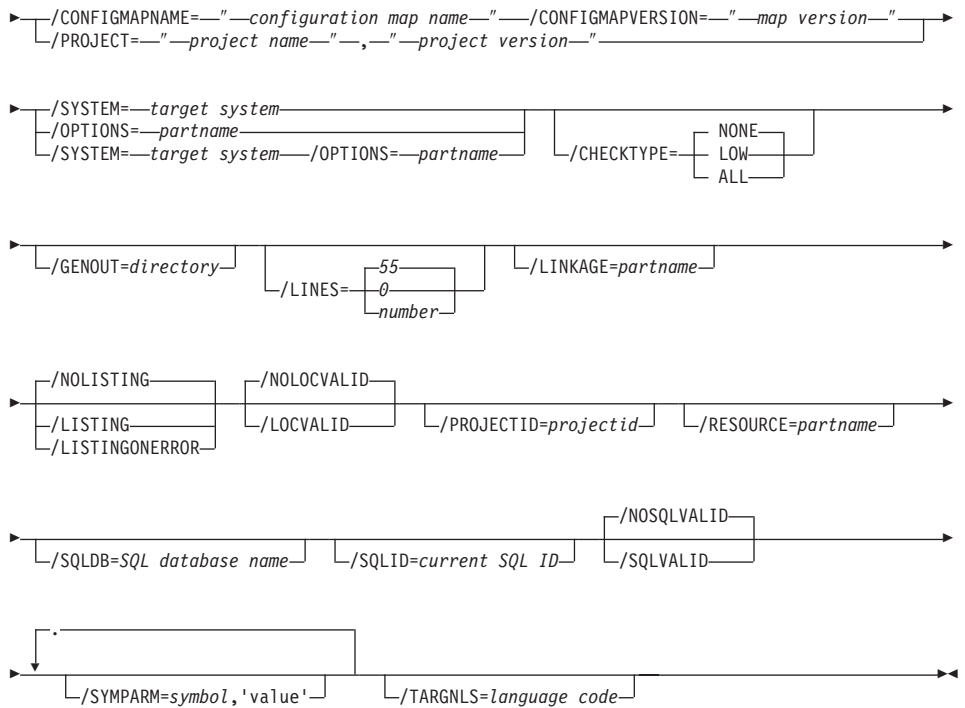 /CONFIGMAPNAME= " configuration map name " /CONFIGMAPVERSION= " map version "
/PROJECT= " project name " , " project version "
/SYSTEM= target system
/OPTIONS= partname
/SYSTEM= target system /OPTIONS= partname
/CHECKTYPE=
NONE
LOW
ALL
/GENOUT=directory
/LINES=
55
0
number
/LINKAGE=partname
/NOLISTING
/LISTING
/LISTINGONERROR
/NOLOCVALID
/LOCVALID
/PROJECTID=projectid
/RESOURCE=partname
/SQLDB=SQL database name
/SQLID=current SQL ID
/NOSQLVALID
/SQLVALID
.
/SYMPARM=symbol,'value'
/TARGNLS=language code